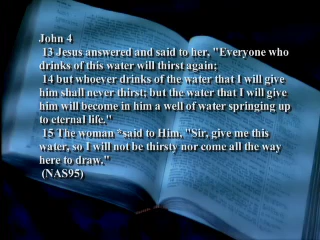 John 4
13 Jesus answered and said to her, "Everyone who
drinks of this water will thirst again;
14 but whoever drinks of the water that I will give
him shall never thirst; but the water that I will give
him will become in him a well of water springing up
to eternal life."
15 The woman *said to Him, "Sir, give me this
water, so I will not be thirsty nor come all the way
here to draw."
(NAS95)